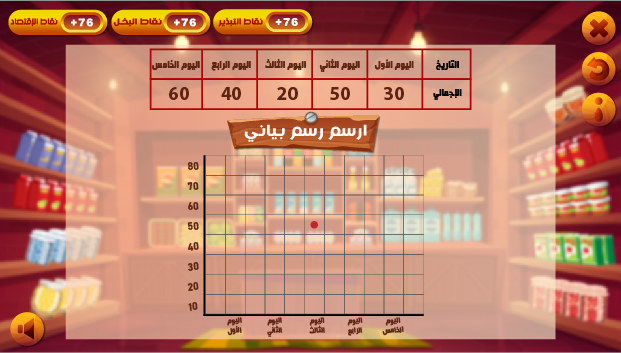 نقاط التبذير +76
نقاط البخل +76
نقاط الإقتصاد +76
التاريخ اليوم الأول اليوم الثاني اليوم الثالث اليوم الرابع اليوم الخامس
الإجمالي 30 50 20 40 60
ارسم رسم بياني
80
70
60
50
40
30
20
10
اليوم الأول اليوم الثاني اليوم الثالث اليوم الرابع اليوم الخامس